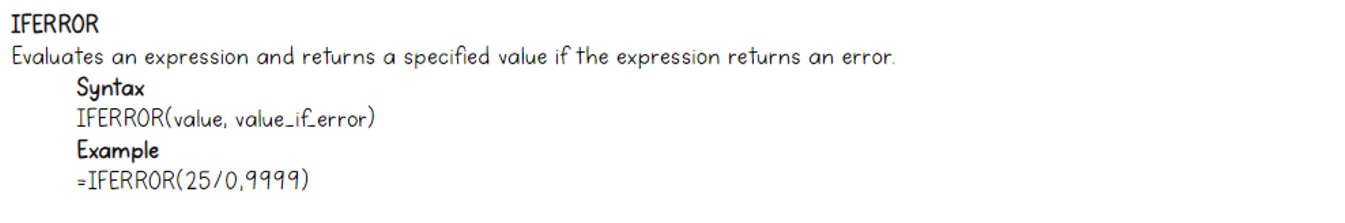 IFERROR
Evaluates an expression and returns a specified value if the expression returns an error.
Syntax
IFERROR(value, value_if_error)
Example
=IFERROR(25/0,9999)